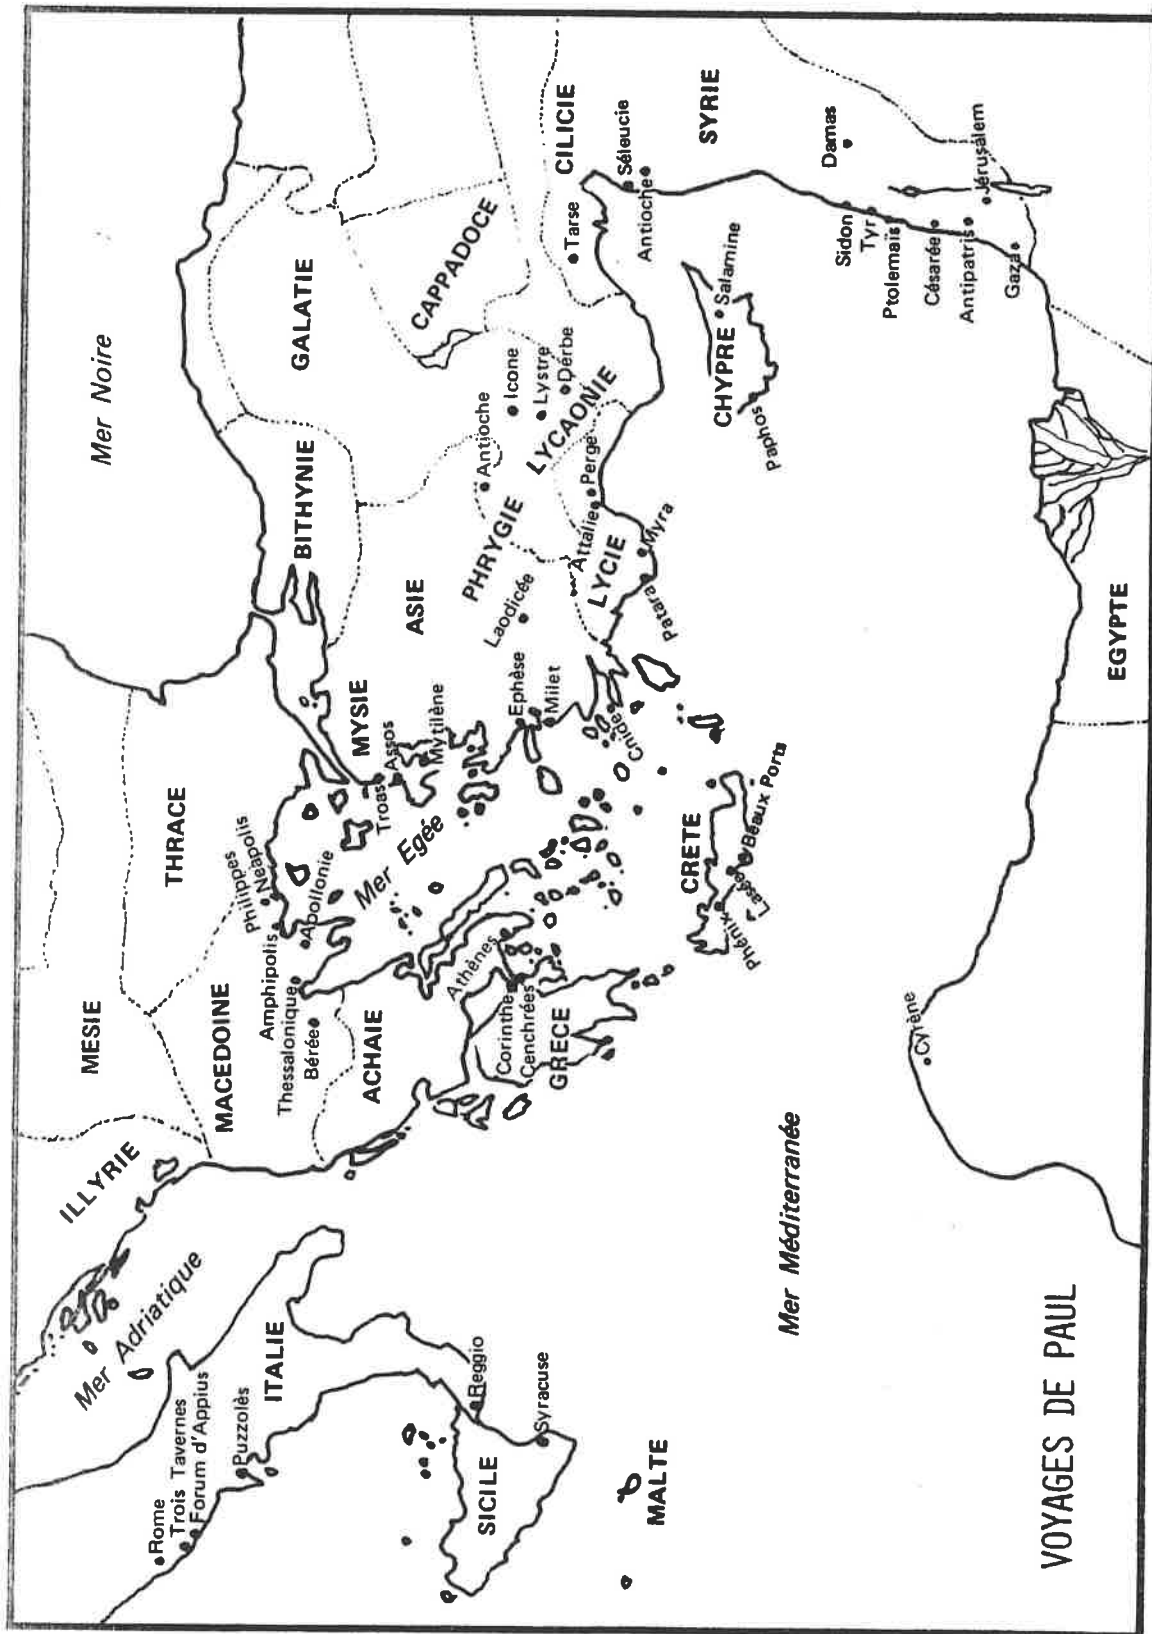 Mer Noire
MESIE
THRACE
ILLYRIE
MACEDOINE
Mer Adriatique
Philippes
Neapolis
Amphipolis
Apollonie
Thessalonique
Bérée
ACHAIE
BITHYNIE
GALATIE
CAPPADOCE
MYSIE
ASIE
Troas
Assos
Mytilène
Mer Egée
PHRYGIE
Antioche
Icone
Lystre
Derbe
LYCAONIE
CILICIE
Tarse
Séleucie
Antioche
SYRIE
Rome
Trois Tavernes
Forum d'Appius
Puzzolès
ITALIE
Reggio
SICILE
Syracuse
MALTE
Athènes
Corinthe
Cenchrées
GRECE
Ephèse
Milet
Laodicée
Cnide
Attalie
Perge
LYCIE
Patara
Myra
CHYPRE
Salamine
Paphos
CRETE
Phénix
Lasée
Beaux Ports
Damas
Sidon
Tyr
Ptolemaïs
Césarée
Antipatris
Jérusalem
Gaza
Mer Méditerranée
Cyrène
EGYPTE
VOYAGES DE PAUL